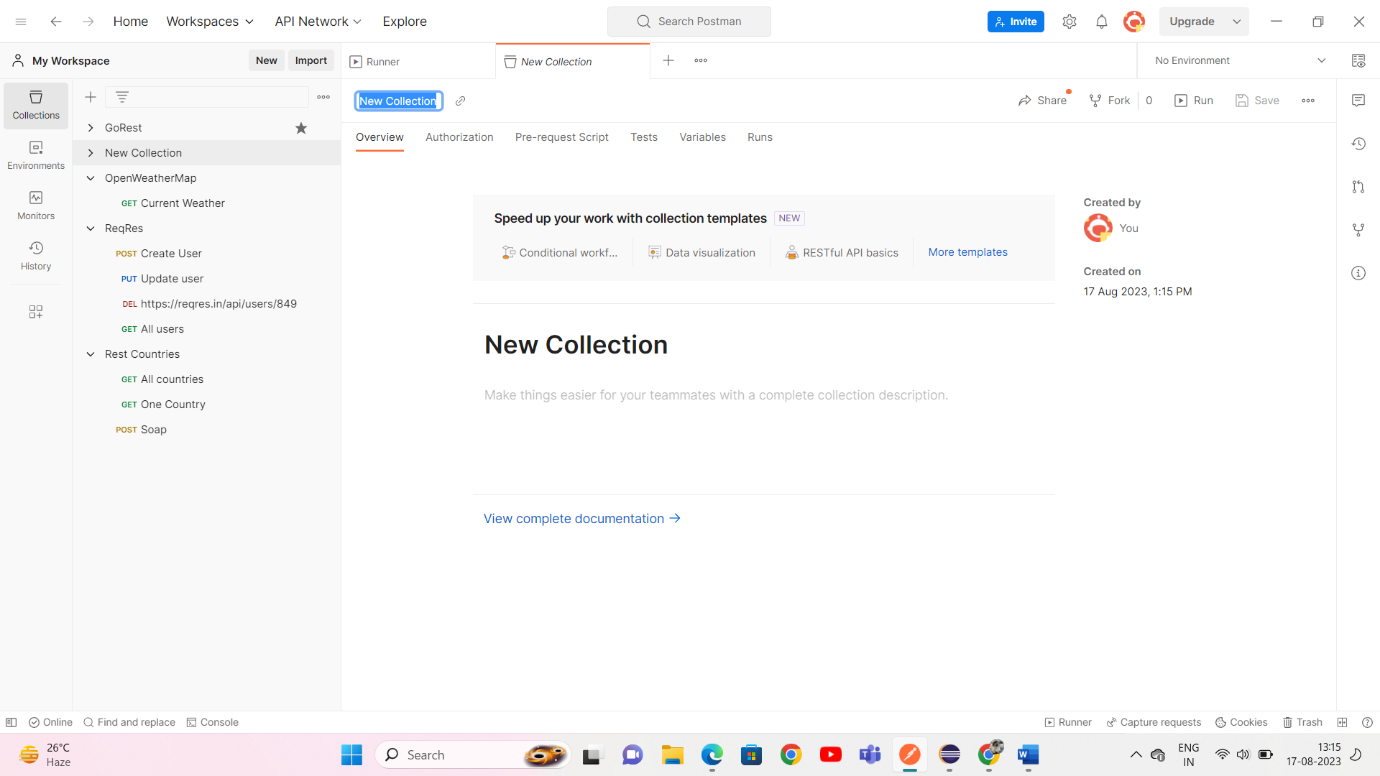 Home Workspaces API Network Explore Search Postman Invite Upgrade
My Workspace New Import Runner New Collection No Environment
Collections
Environments
Monitors
History
GoRest
New Collection
OpenWeatherMap
GET Current Weather
ReqRes
POST Create User
PUT Update user
DEL https://reqres.in/api/users/849
GET All users
Rest Countries
GET All countries
GET One Country
POST Soap
New Collection Share Fork 0 Run Save
Overview Authorization Pre-request Script Tests Variables Runs
Speed up your work with collection templates NEW
Conditional workf... Data visualization RESTful API basics More templates
New Collection
Make things easier for your teammates with a complete collection description.
View complete documentation →
Created by
You
Created on
17 Aug 2023, 1:15 PM
Online Find and replace Console Runner Capture requests Cookies Trash
26°C
Haze
Search
ENG
IN
13:15
17-08-2023